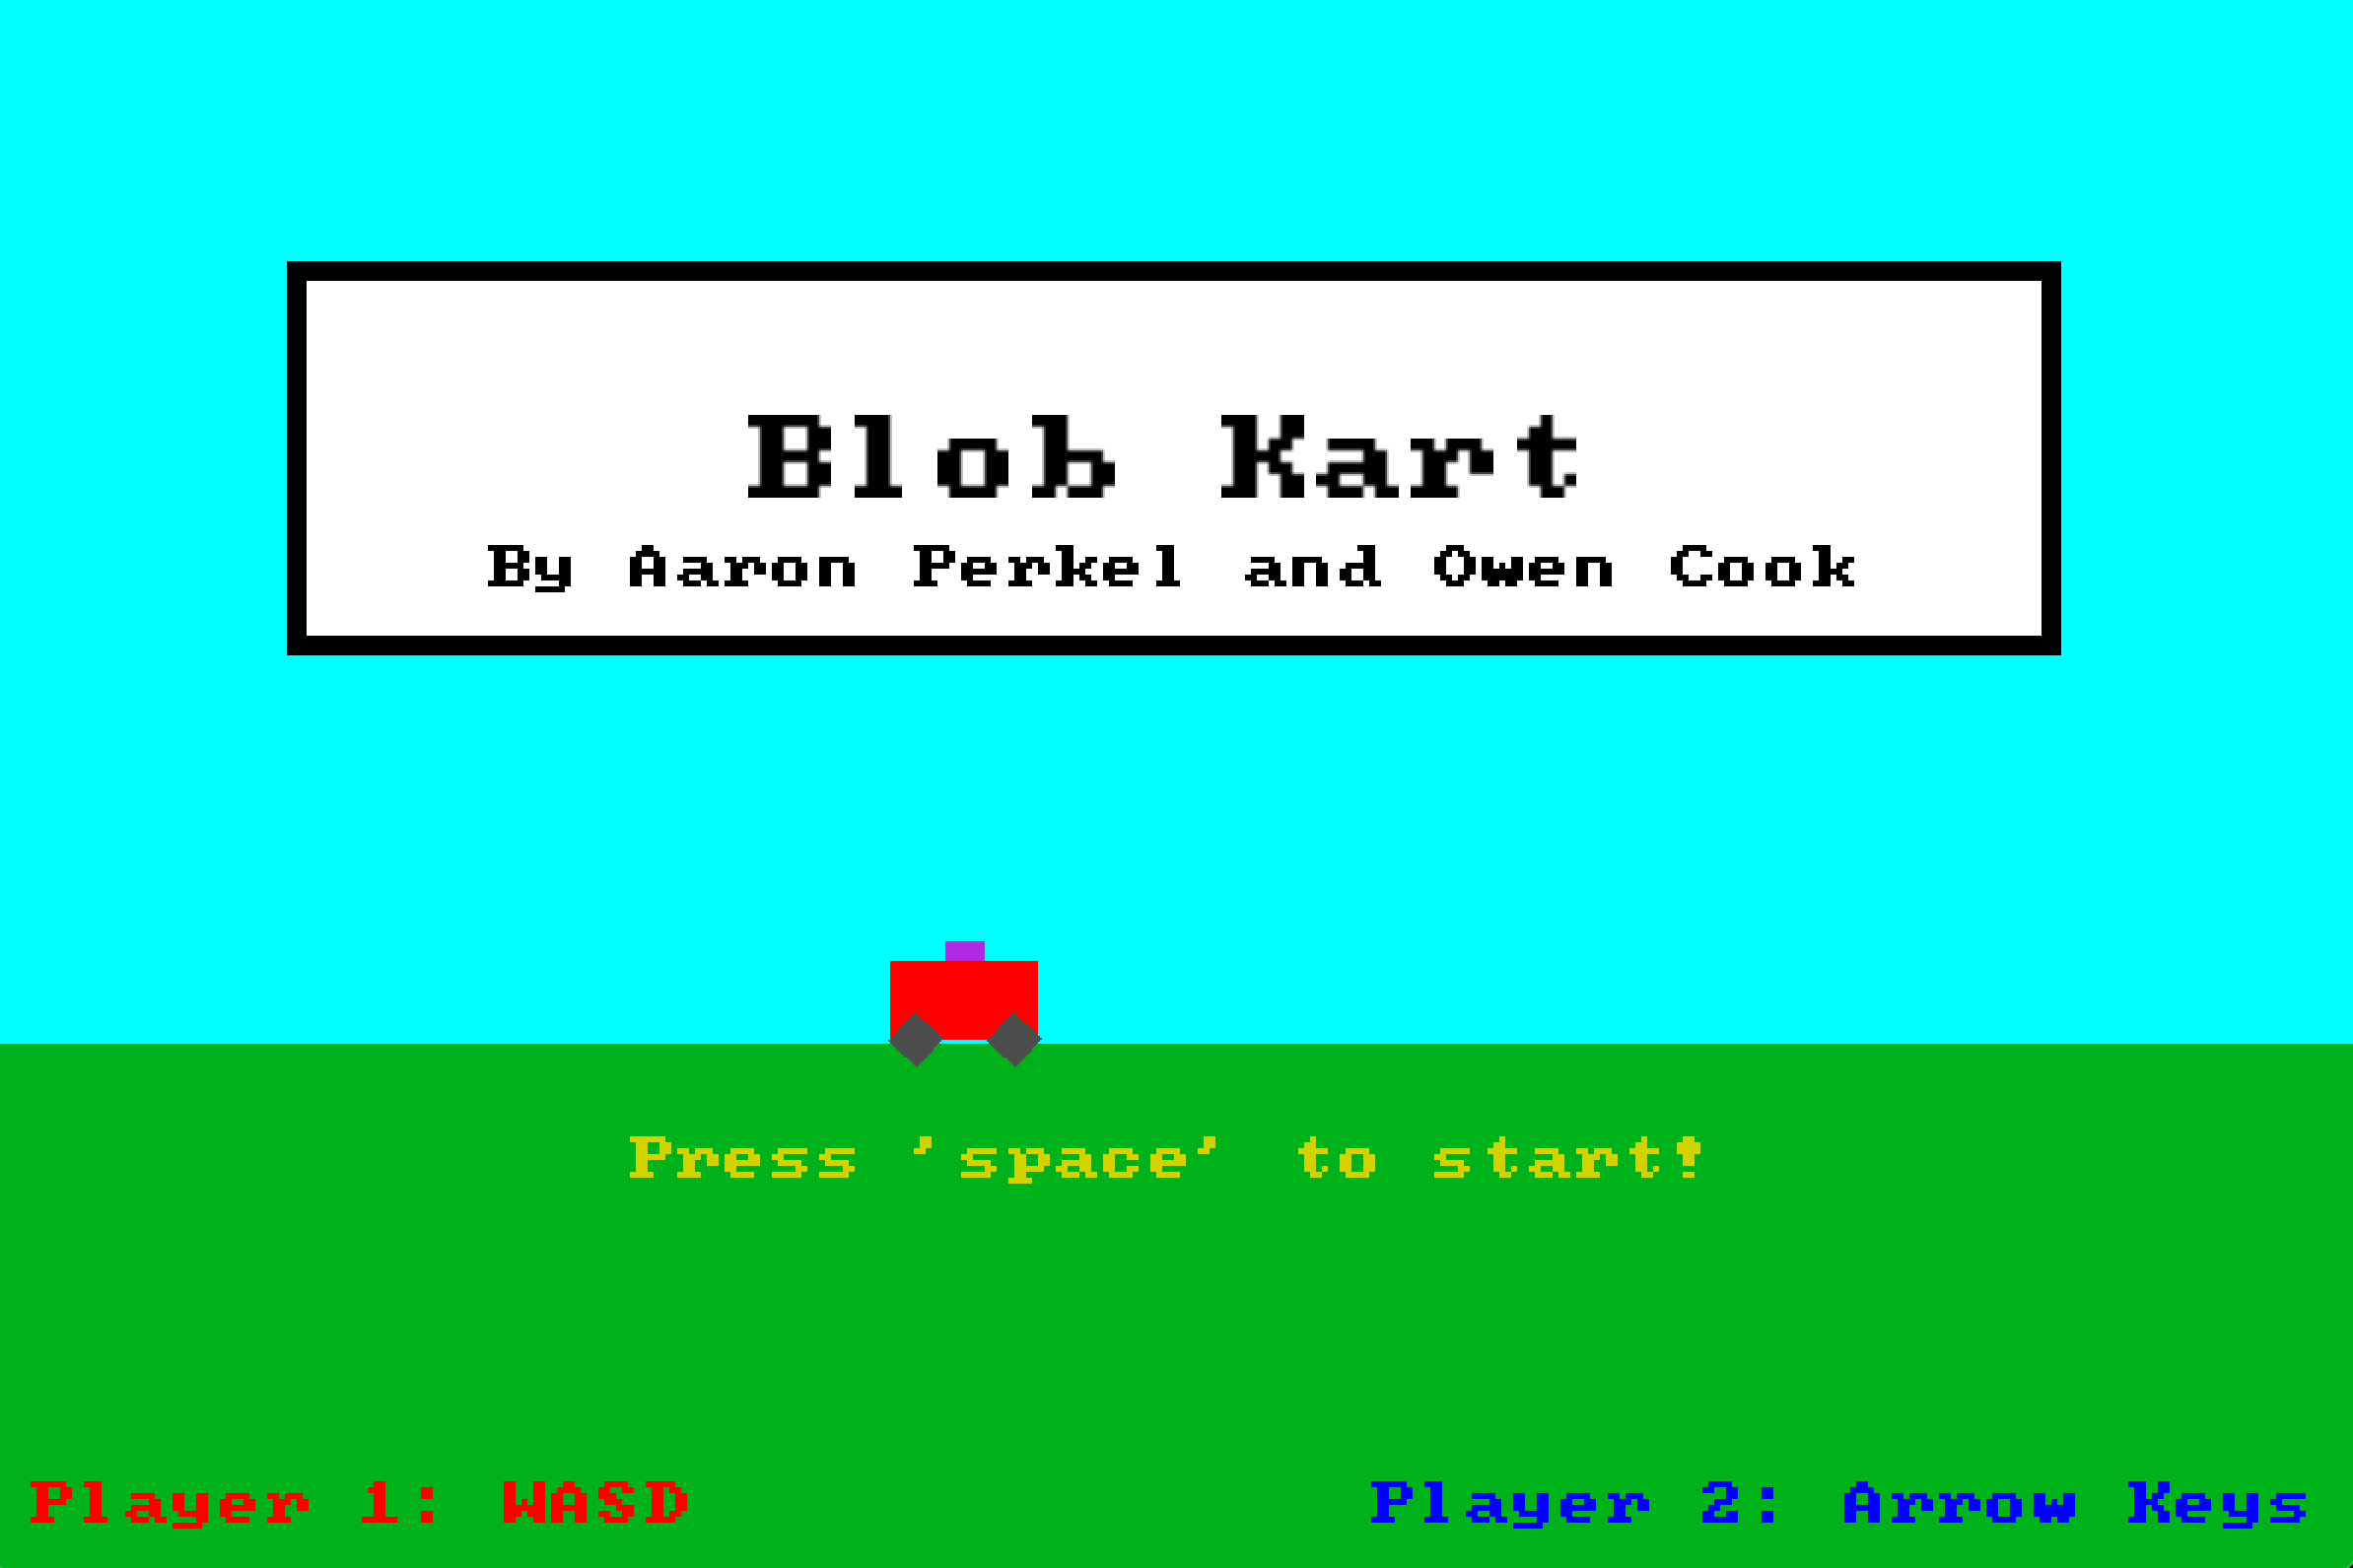 Blob Kart
By Aaron Perkel and Owen Cook
Press 'space' to start!
Player 1: WASD
Player 2: Arrow Keys